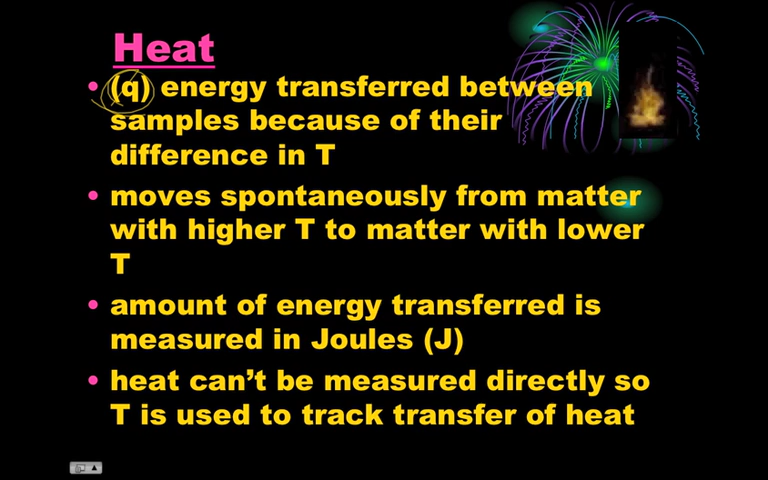 Heat
• (q) energy transferred between
samples because of their
difference in T
• moves spontaneously from matter
with higher T to matter with lower
T
• amount of energy transferred is
measured in Joules (J)
• heat can't be measured directly so
T is used to track transfer of heat